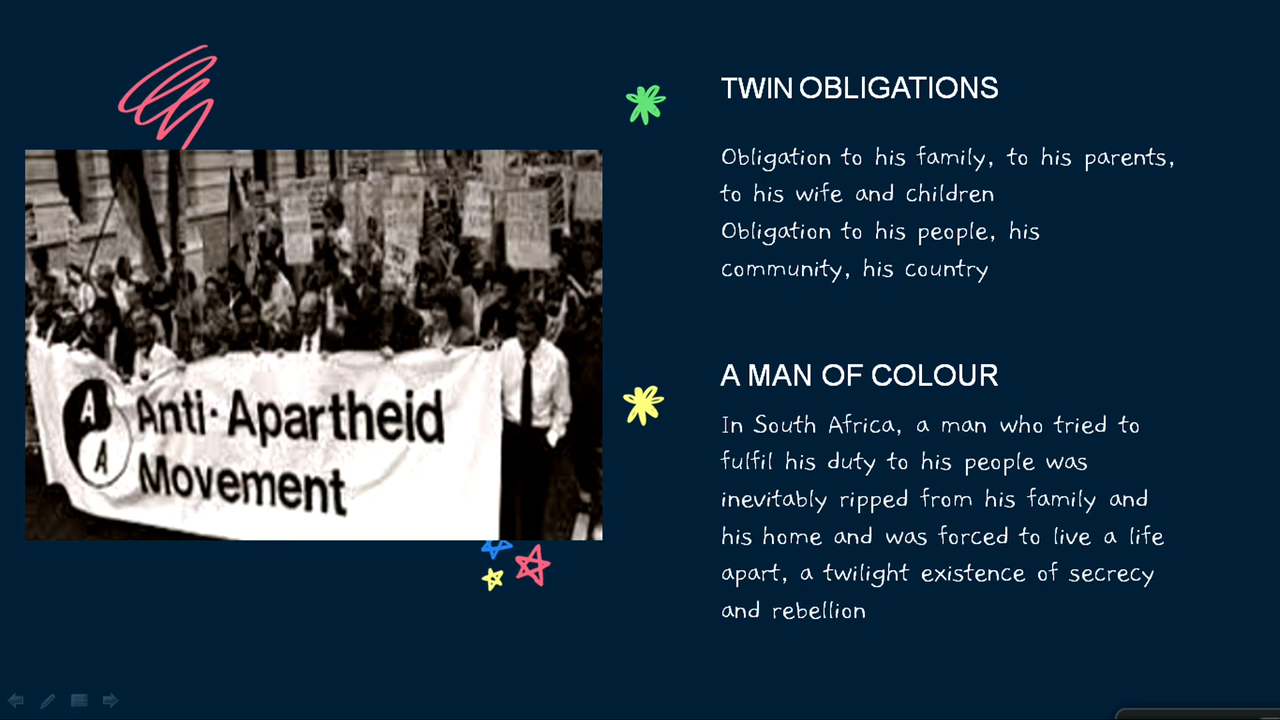 TWIN OBLIGATIONS
Obligation to his family, to his parents,
to his wife and children
Obligation to his people, his
community, his country
A MAN OF COLOUR
In South Africa, a man who tried to
fulfil his duty to his people was
inevitably ripped from his family and
his home and was forced to live a life
apart, a twilight existence of secrecy
and rebellion
A
A
Anti-Apartheid
Movement